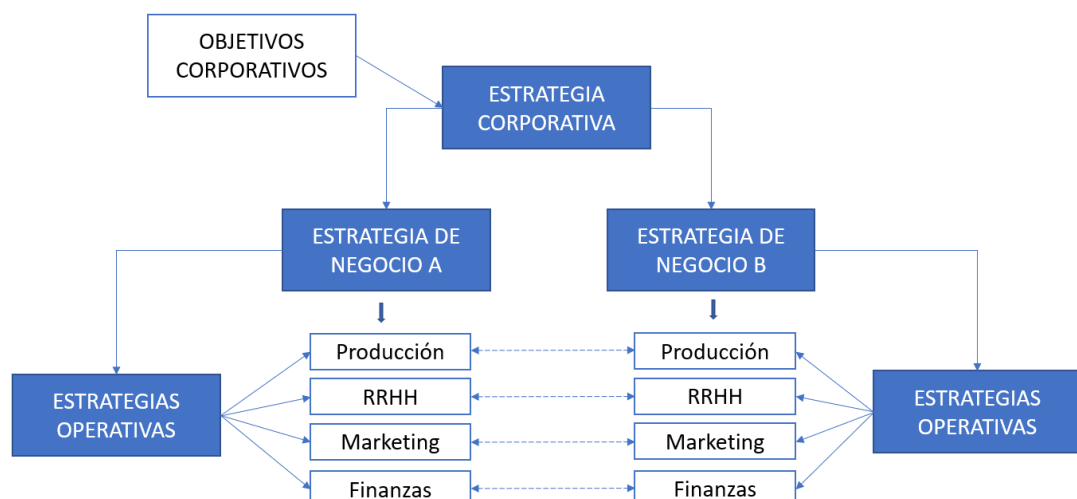 OBJETIVOS
CORPORATIVOS
ESTRATEGIA
CORPORATIVA
ESTRATEGIA DE
NEGOCIO A
ESTRATEGIA DE
NEGOCIO B
ESTRATEGIAS
OPERATIVAS
Producción
RRHH
Marketing
Finanzas
Producción
RRHH
Marketing
Finanzas
ESTRATEGIAS
OPERATIVAS